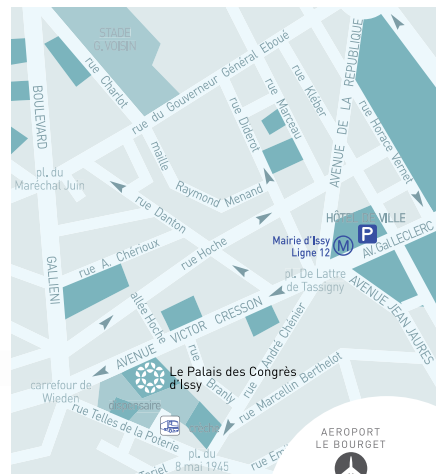 STADE
G.VOISIN
rue Charlot
rue du Gouverneur Général Eboué
BOULEVARD
GALLIENI
maille
rue Diderot
rue Marceau
rue Kléber
AVENUE DE LA REPUBLIQUE
rue Horace Vernet
pl. du
Maréchal Juin
Raymond Menand
rue Danton
HÔTEL DE VILLE
P
Mairie d'Issy
Ligne 12
M
AV. Gal LECLERC
rue A. Chérioux
rue Hoche
pl. De Lattre
de Tassigny
AVENUE JEAN JAURES
allée Hoche
AVENUE VICTOR CRESSON
rue André Chénier
Le Palais des Congrès
d'Issy
carrefour de
Wieden
rue Branly
rue Marcellin Berthelot
rue Telles de la Poterie
pl. du
8 mai 1945
AEROPORT
LE BOURGET